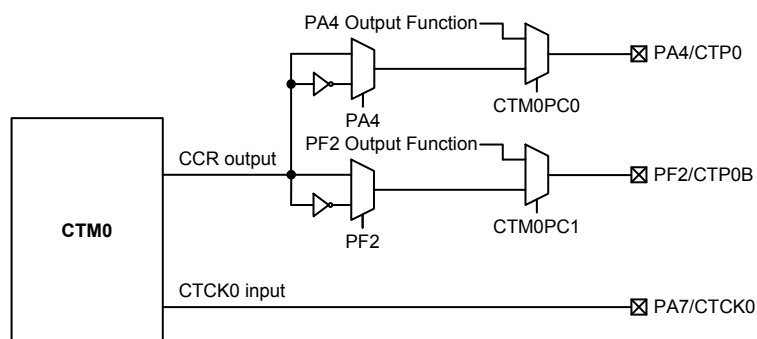 PA4 Output Function
PA4/CTP0
PA4
CTM0PC0
PF2 Output Function
CCR output
PF2/CTP0B
PF2
CTM0PC1
CTM0
CTCK0 input
PA7/CTCK0